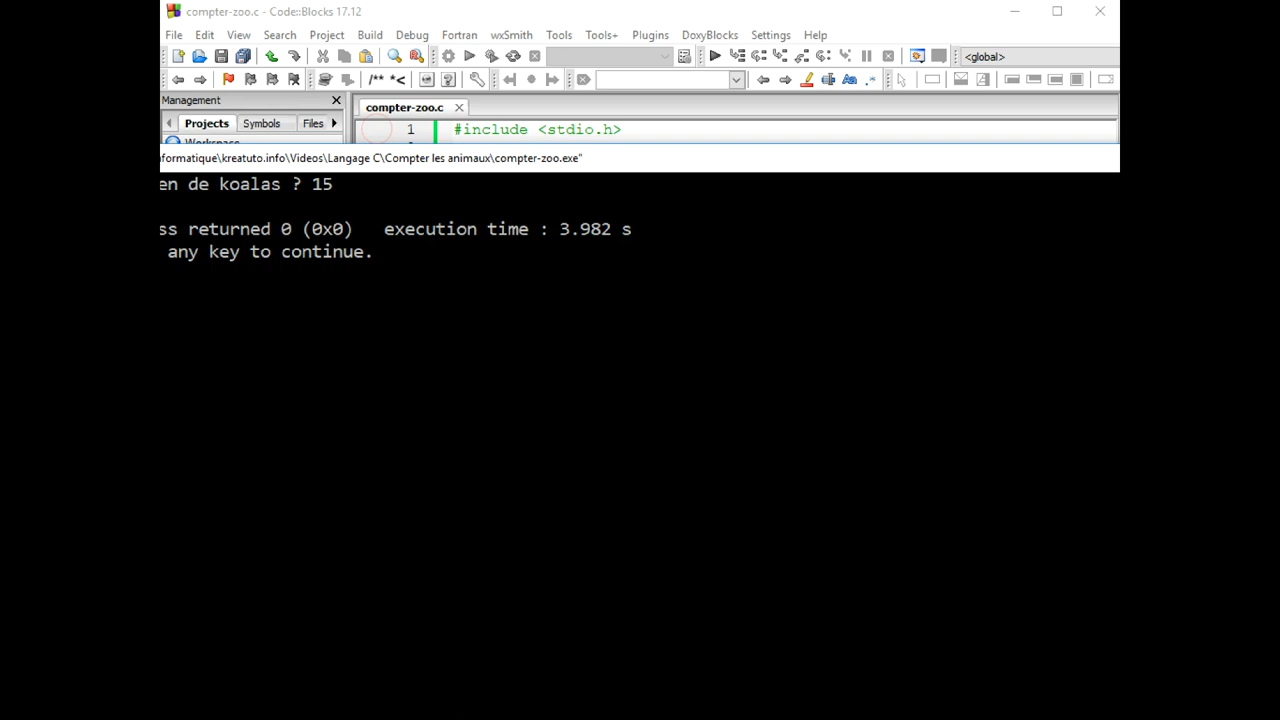 compter-zoo.c - Code::Blocks 17.12
File Edit View Search Project Build Debug Fortran wxSmith Tools Tools+ Plugins DoxyBlocks Settings Help
<global>
/** *<
Management
Projects Symbols Files
compter-zoo.c
1 #include <stdio.h>
Workspace
formatique\kreatuto.info\Videos\Langage C\Compter les animaux\compter-zoo.exe"
en de koalas ? 15
ss returned 0 (0x0) execution time : 3.982 s
any key to continue.